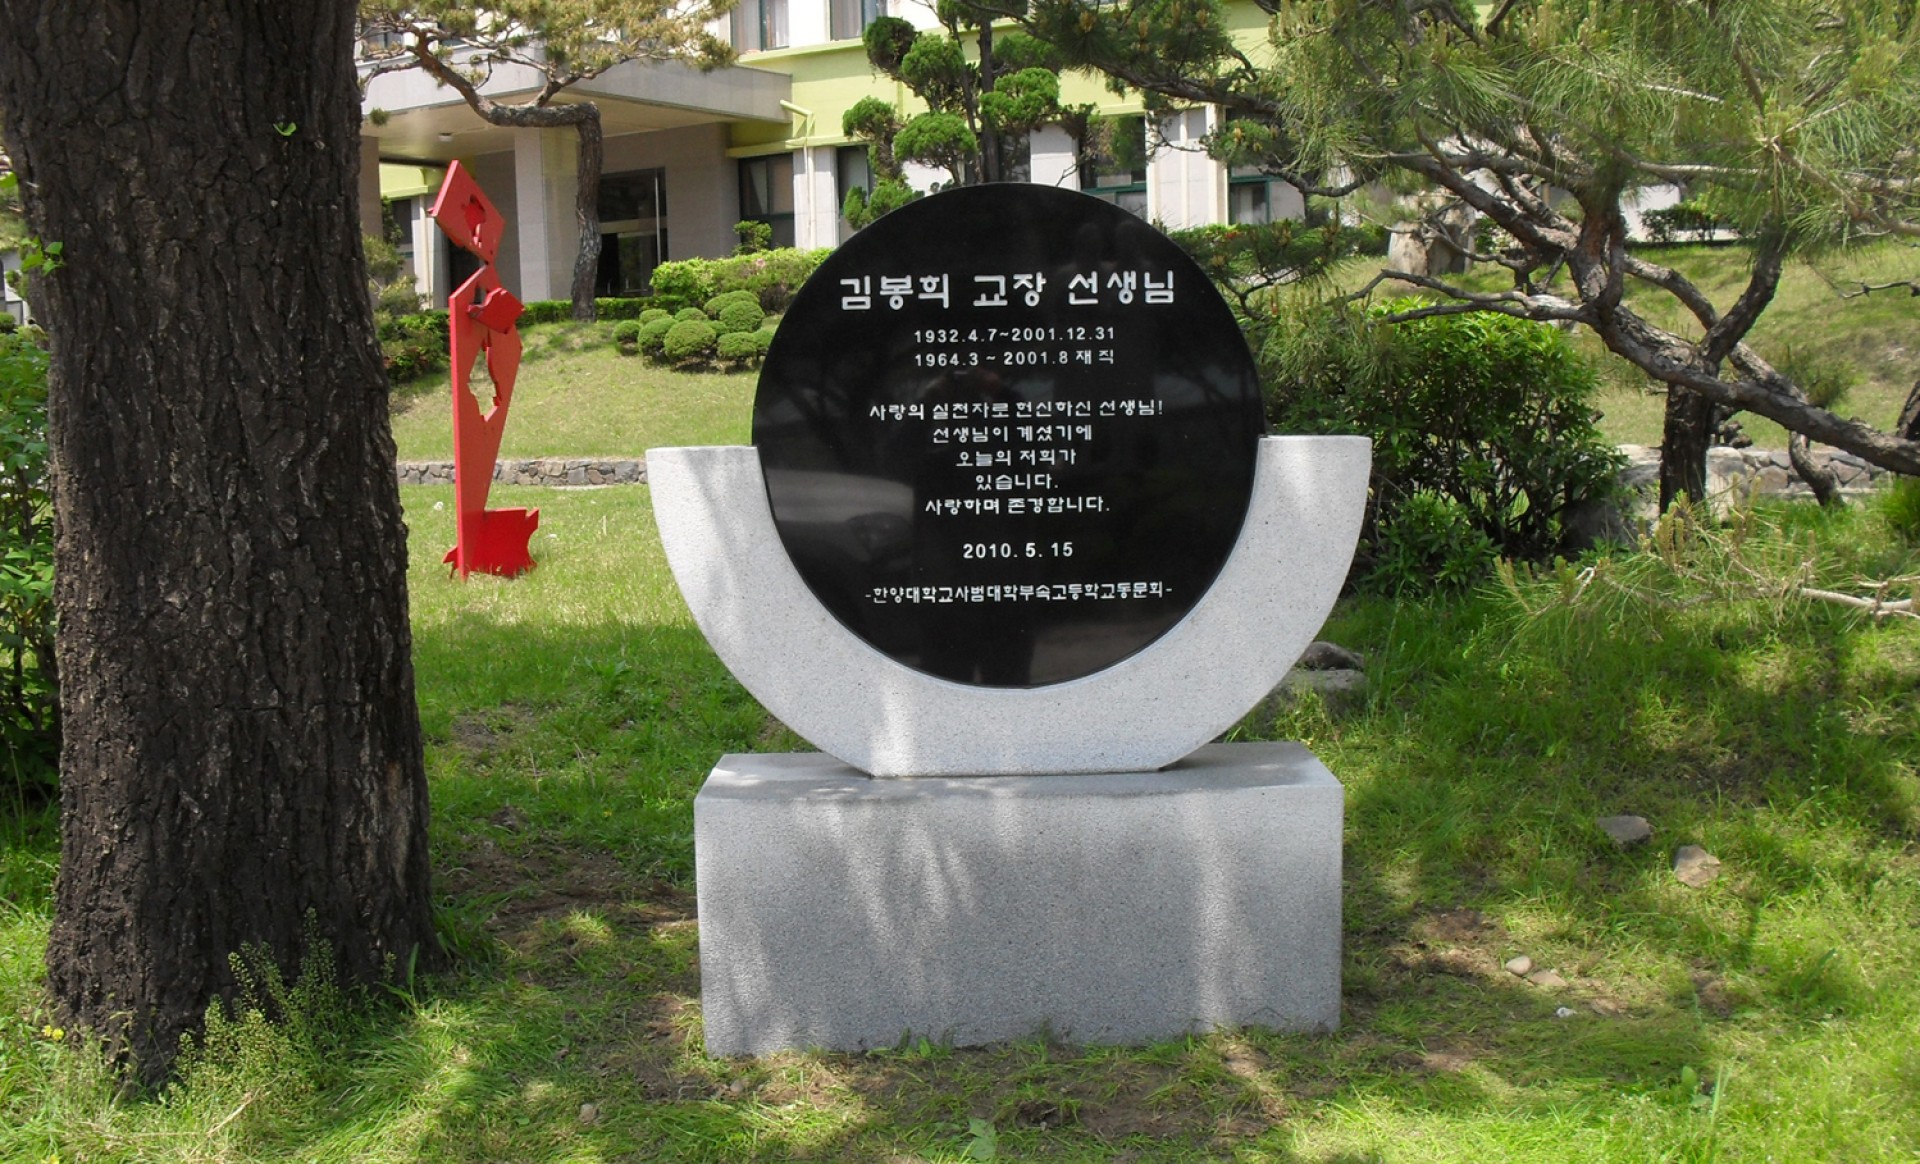 김봉희 교장 선생님
1932.4.7~2001.12.31
1964.3 ~ 2001.8 재직
사랑의 실천자로 헌신하신 선생님!
선생님이 계셨기에
오늘의 저희가
있습니다.
사랑하며 존경합니다.
2010. 5. 15
-한양대학교사범대학부속고등학교동문회-